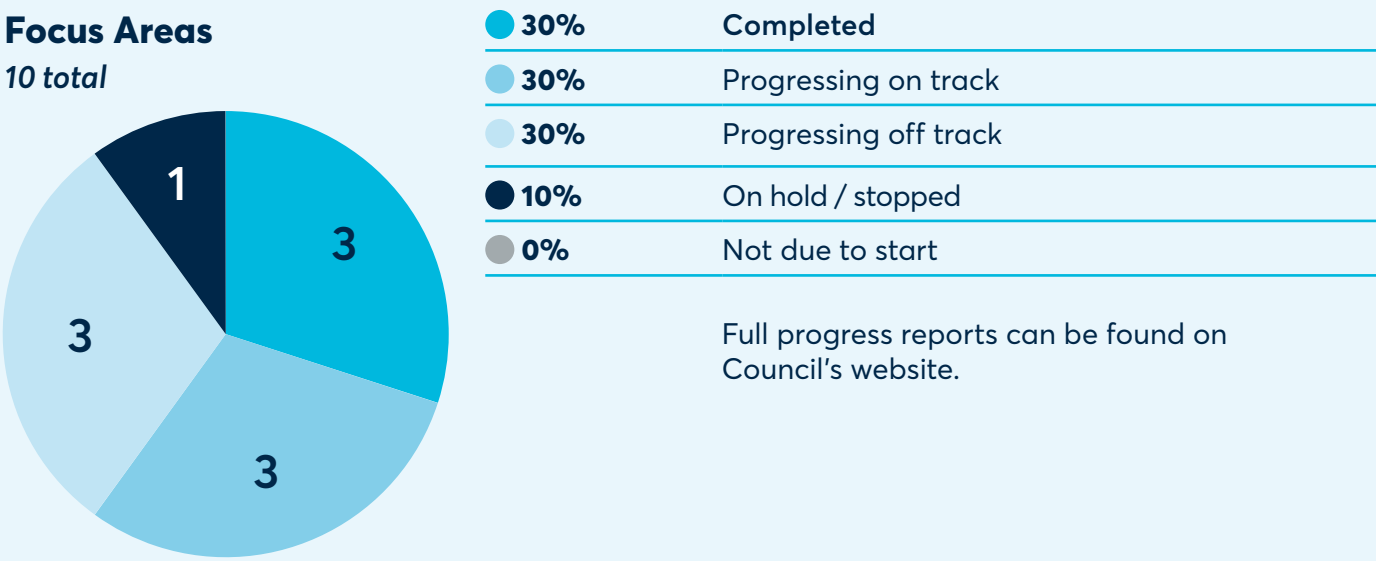 Focus Areas
10 total
1
3
3
3
30% Completed
30% Progressing on track
30% Progressing off track
10% On hold / stopped
0% Not due to start
Full progress reports can be found on
Council's website.